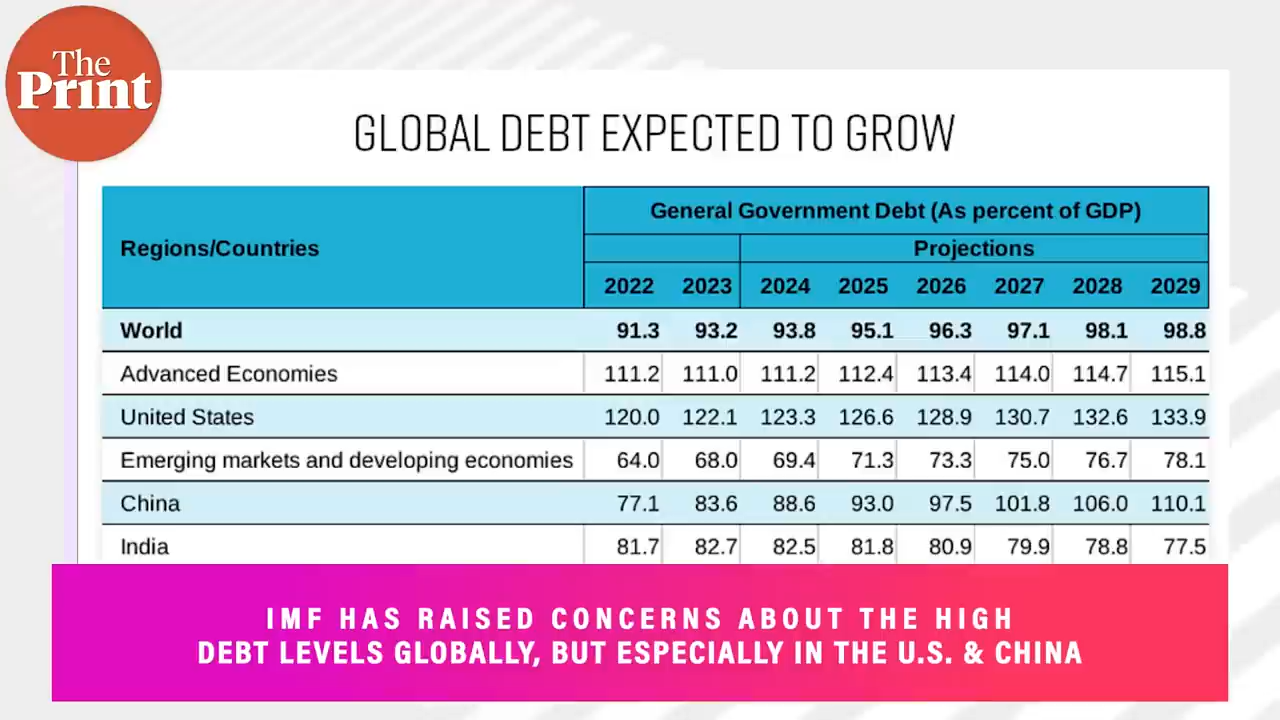 The
Print
GLOBAL DEBT EXPECTED TO GROW
Regions/Countries
General Government Debt (As percent of GDP)
Projections
2022 2023 2024 2025 2026 2027 2028 2029
World 91.3 93.2 93.8 95.1 96.3 97.1 98.1 98.8
Advanced Economies 111.2 111.0 111.2 112.4 113.4 114.0 114.7 115.1
United States 120.0 122.1 123.3 126.6 128.9 130.7 132.6 133.9
Emerging markets and developing economies 64.0 68.0 69.4 71.3 73.3 75.0 76.7 78.1
China 77.1 83.6 88.6 93.0 97.5 101.8 106.0 110.1
India 81.7 82.7 82.5 81.8 80.9 79.9 78.8 77.5
IMF HAS RAISED CONCERNS ABOUT THE HIGH
DEBT LEVELS GLOBALLY, BUT ESPECIALLY IN THE U.S. & CHINA